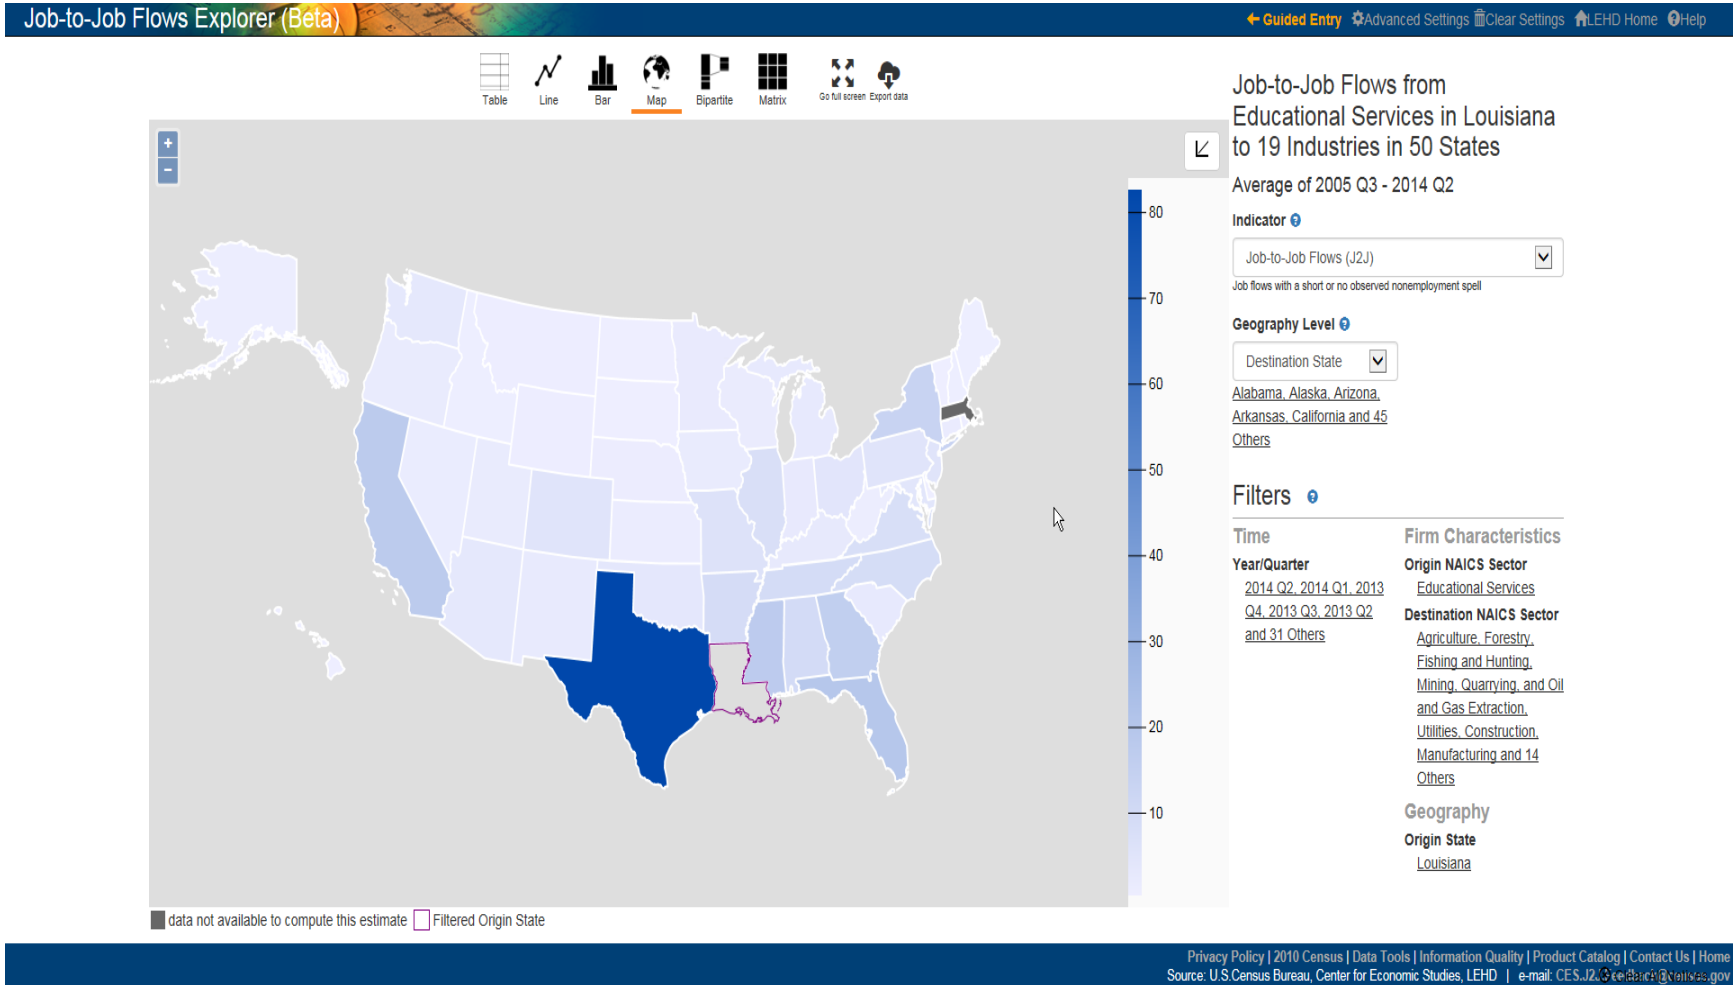 Job-to-Job Flows Explorer (Beta)
Guided Entry Advanced Settings Clear Settings LEHD Home Help
Table Line Bar Map Bipartite Matrix Go full screen Export data
Job-to-Job Flows from
Educational Services in Louisiana
to 19 Industries in 50 States
Average of 2005 Q3 - 2014 Q2
Indicator
Job-to-Job Flows (J2J)
Job flows with a short or no observed nonemployment spell
Geography Level
Destination State
Alabama, Alaska, Arizona,
Arkansas, California and 45
Others
Filters
Time
Year/Quarter
2014 Q2, 2014 Q1, 2013
Q4, 2013 Q3, 2013 Q2
and 31 Others
Firm Characteristics
Origin NAICS Sector
Educational Services
Destination NAICS Sector
Agriculture, Forestry,
Fishing and Hunting,
Mining, Quarrying, and Oil
and Gas Extraction,
Utilities, Construction,
Manufacturing and 14
Others
Geography
Origin State
Louisiana
+
-
80
70
60
50
40
30
20
10
data not available to compute this estimate Filtered Origin State
Privacy Policy | 2010 Census | Data Tools | Information Quality | Product Catalog | Contact Us | Home
Source: U.S.Census Bureau, Center for Economic Studies, LEHD | e-mail: